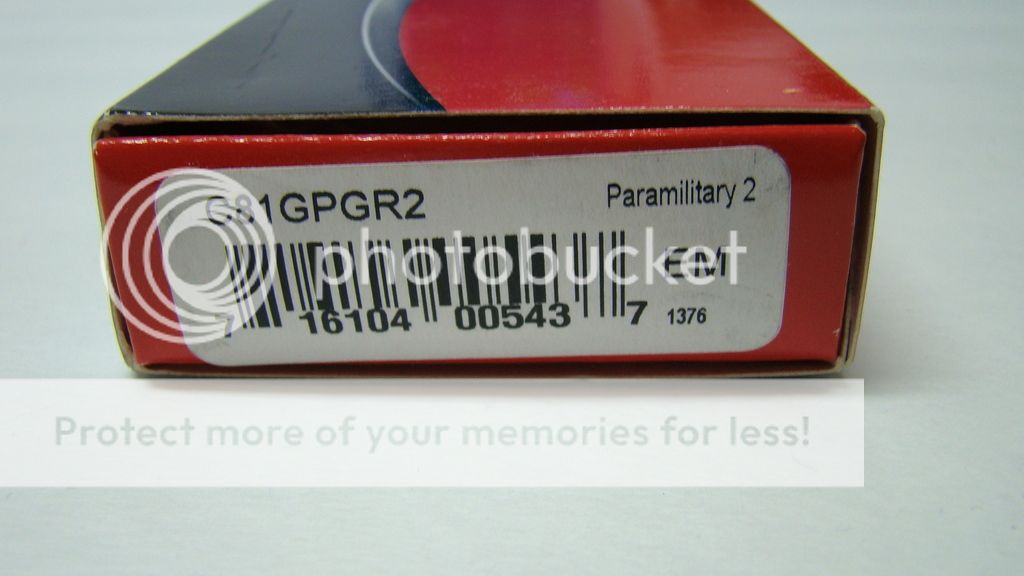 C81GPGR2
Paramilitary 2
EM
7 16104 00543 7
1376
photobucket
Protect more of your memories for less!